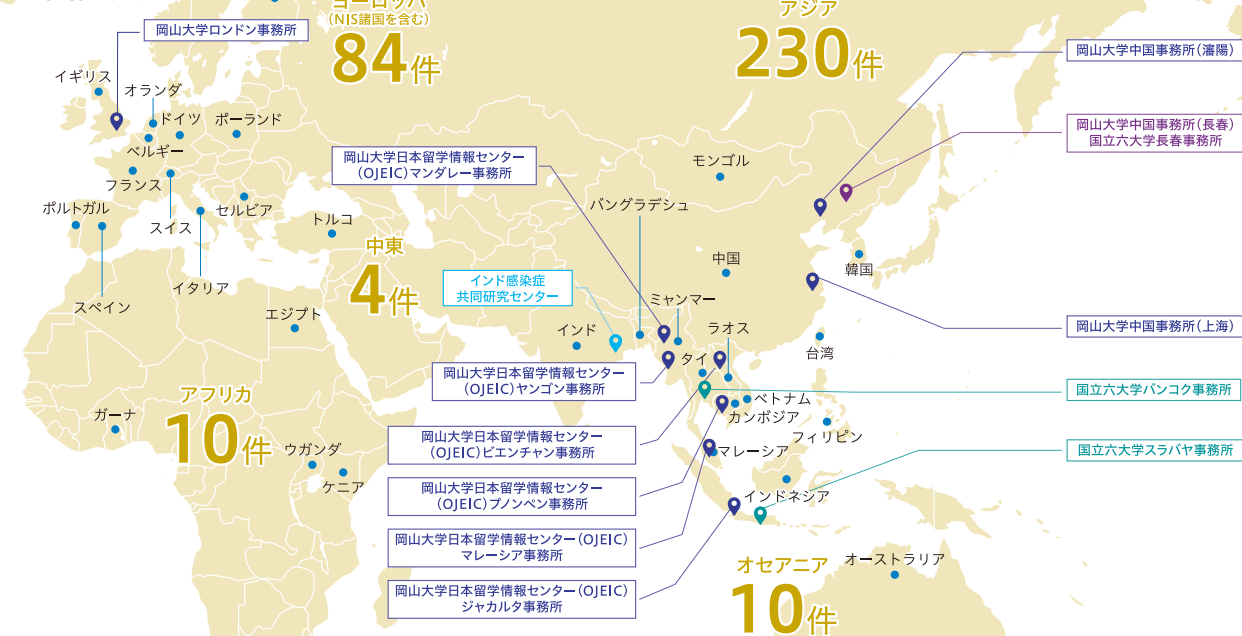 ヨーロッパ
(NIS諸国を含む)
84件
アジア
230件
岡山大学ロンドン事務所
岡山大学中国事務所(瀋陽)
イギリス
オランダ
ドイツ
ポーランド
ベルギー
フランス
ポルトガル
スイス
セルビア
トルコ
スペイン
イタリア
岡山大学中国事務所(長春)
国立六大学長春事務所
岡山大学日本留学情報センター
(OJEIC)マンダレー事務所
モンゴル
バングラデシュ
中東
4件
中国
韓国
インド感染症
共同研究センター
ミャンマー
エジプト
インド
ラオス
タイ
台湾
岡山大学中国事務所(上海)
岡山大学日本留学情報センター
(OJEIC)ヤンゴン事務所
国立六大学バンコク事務所
アフリカ
10件
ガーナ
ウガンダ
ケニア
ベトナム
カンボジア
フィリピン
岡山大学日本留学情報センター
(OJEIC)ビエンチャン事務所
マレーシア
国立六大学スラバヤ事務所
岡山大学日本留学情報センター
(OJEIC)プノンペン事務所
インドネシア
岡山大学日本留学情報センター(OJEIC)
マレーシア事務所
岡山大学日本留学情報センター(OJEIC)
ジャカルタ事務所
オセアニア
10件
オーストラリア